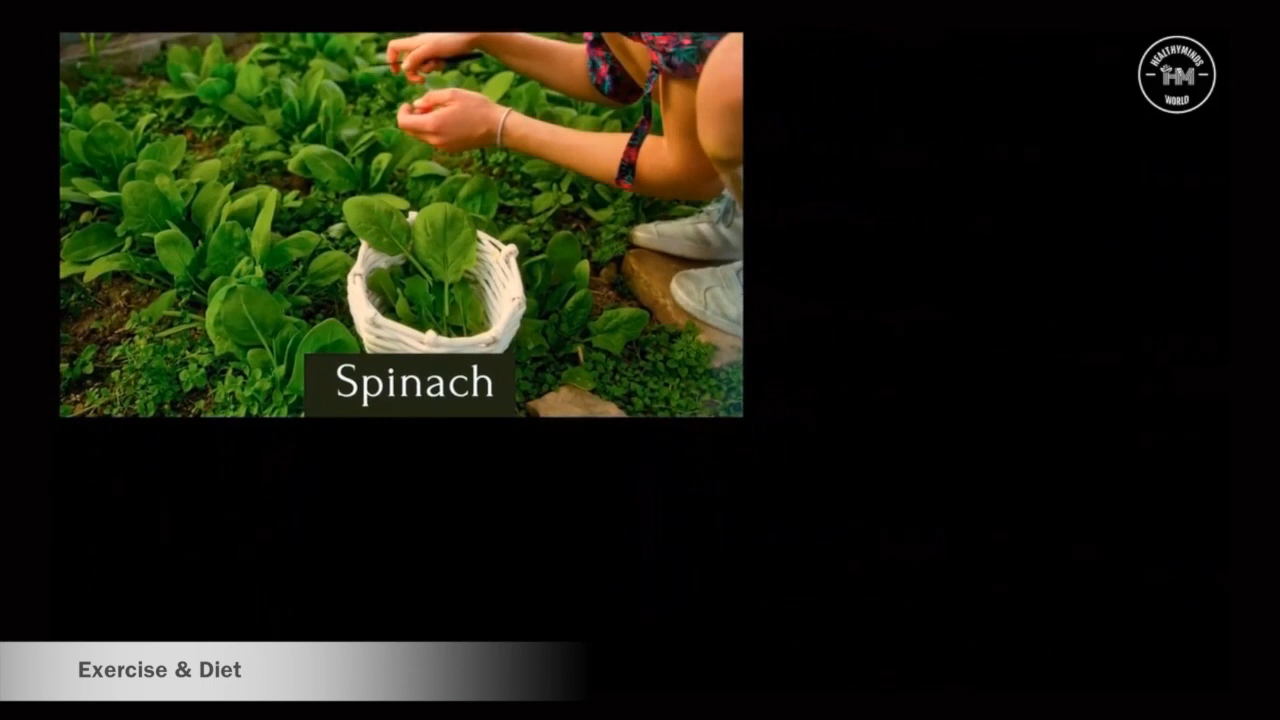 HEALTHYMINDS
HM
WORLD
Spinach
Exercise & Diet